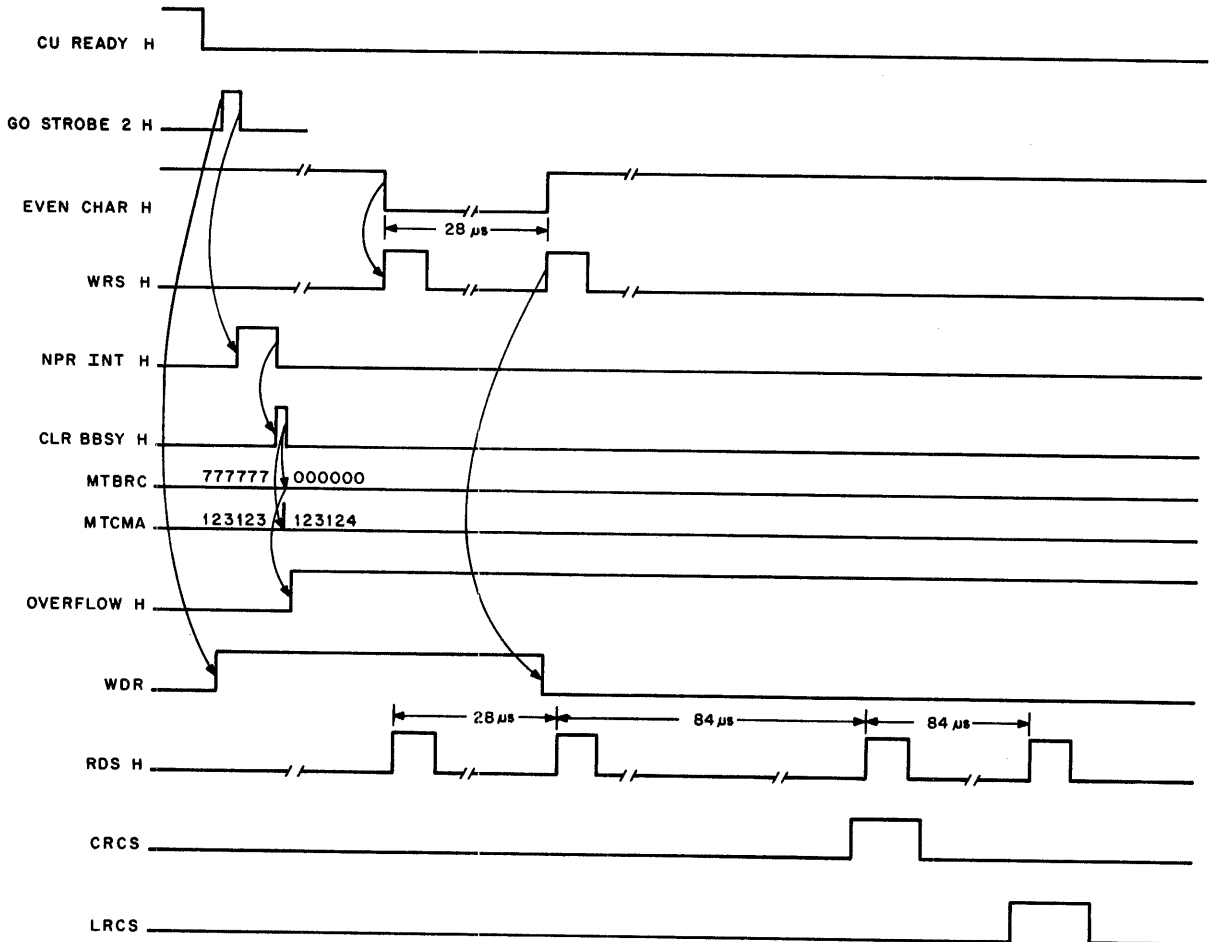 CU READY H
GO STROBE 2 H
EVEN CHAR H
28 µs
WRS H
NPR INT H
CLR BBSY H
MTBRC 777777 000000
MTCMA 123123 123124
OVERFLOW H
WDR
28 µs 84 µs 84 µs
RDS H
CRCS
LRCS